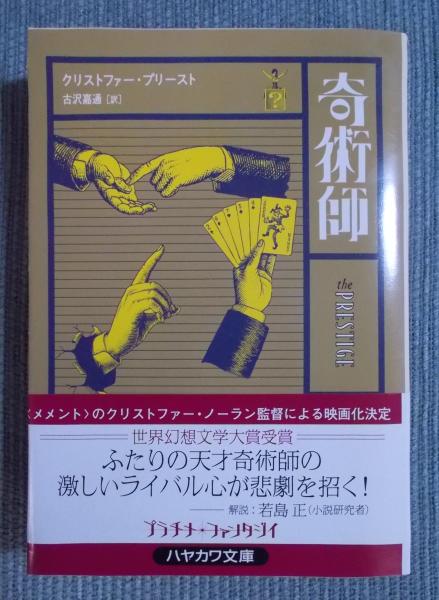 クリストファー・プリースト
古沢嘉通［訳］
?
奇術師
the PRESTIGE
〈メメント〉のクリストファー・ノーラン監督による映画化決定
世界幻想文学大賞受賞
ふたりの天才奇術師の
激しいライバル心が悲劇を招く！
解説：若島 正（小説研究者）
プラチナ・ファンタジイ
ハヤカワ文庫